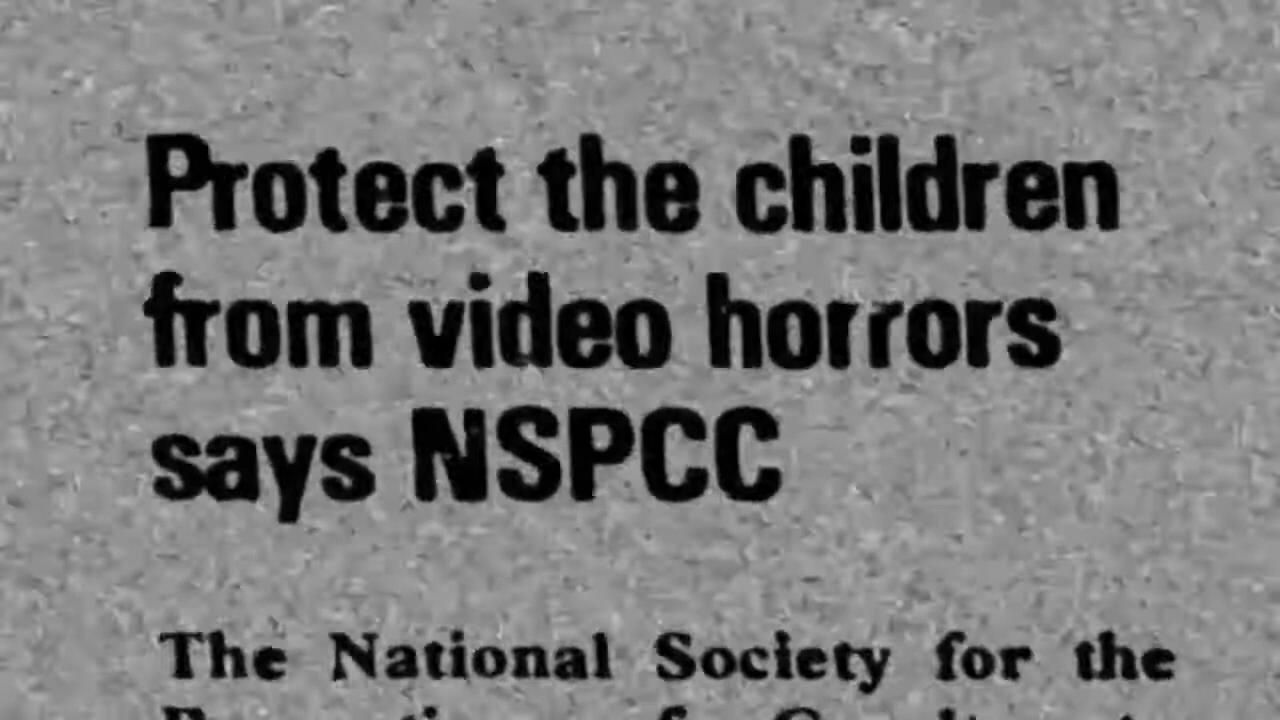 Protect the children
from video horrors
says NSPCC
The National Society for the